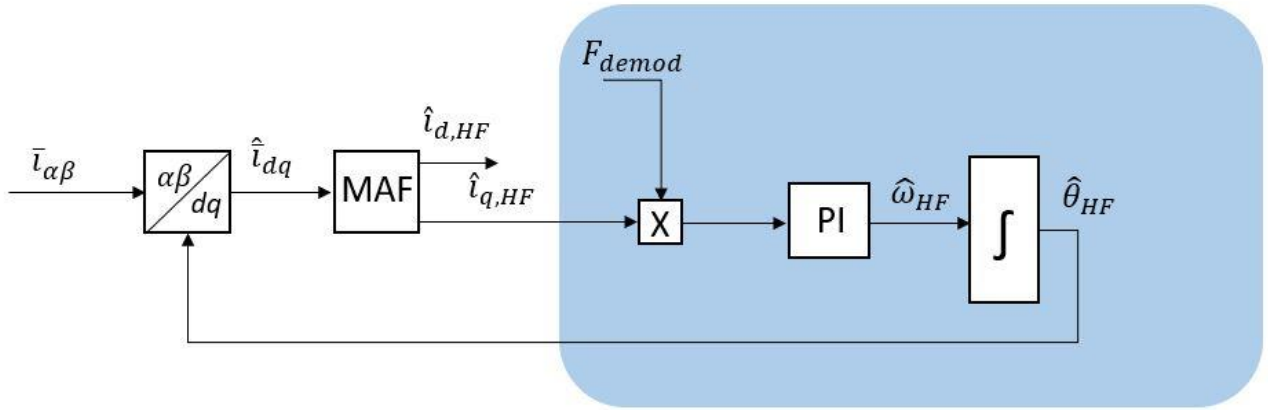 F_demod
î_d,HF
ī_αβ
αβ
dq
î̄_dq
MAF
î_q,HF
X
PI
ω̂_HF
∫
θ̂_HF